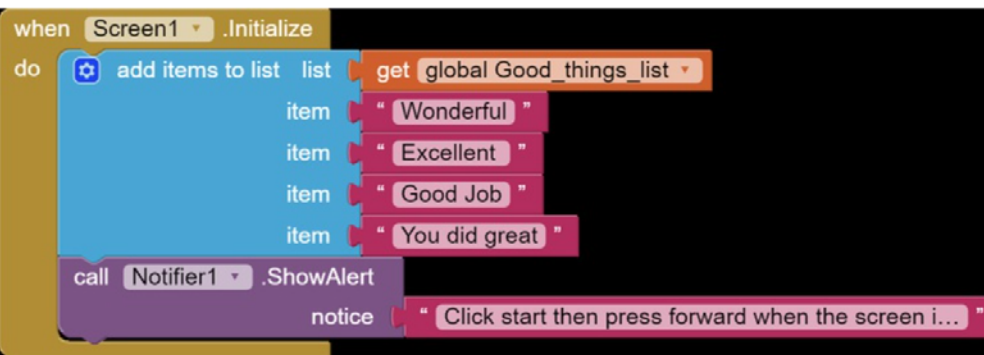 when Screen1 .Initialize
do add items to list list get global Good_things_list
item " Wonderful "
item " Excellent "
item " Good Job "
item " You did great "
call Notifier1 .ShowAlert
notice " Click start then press forward when the screen i... "